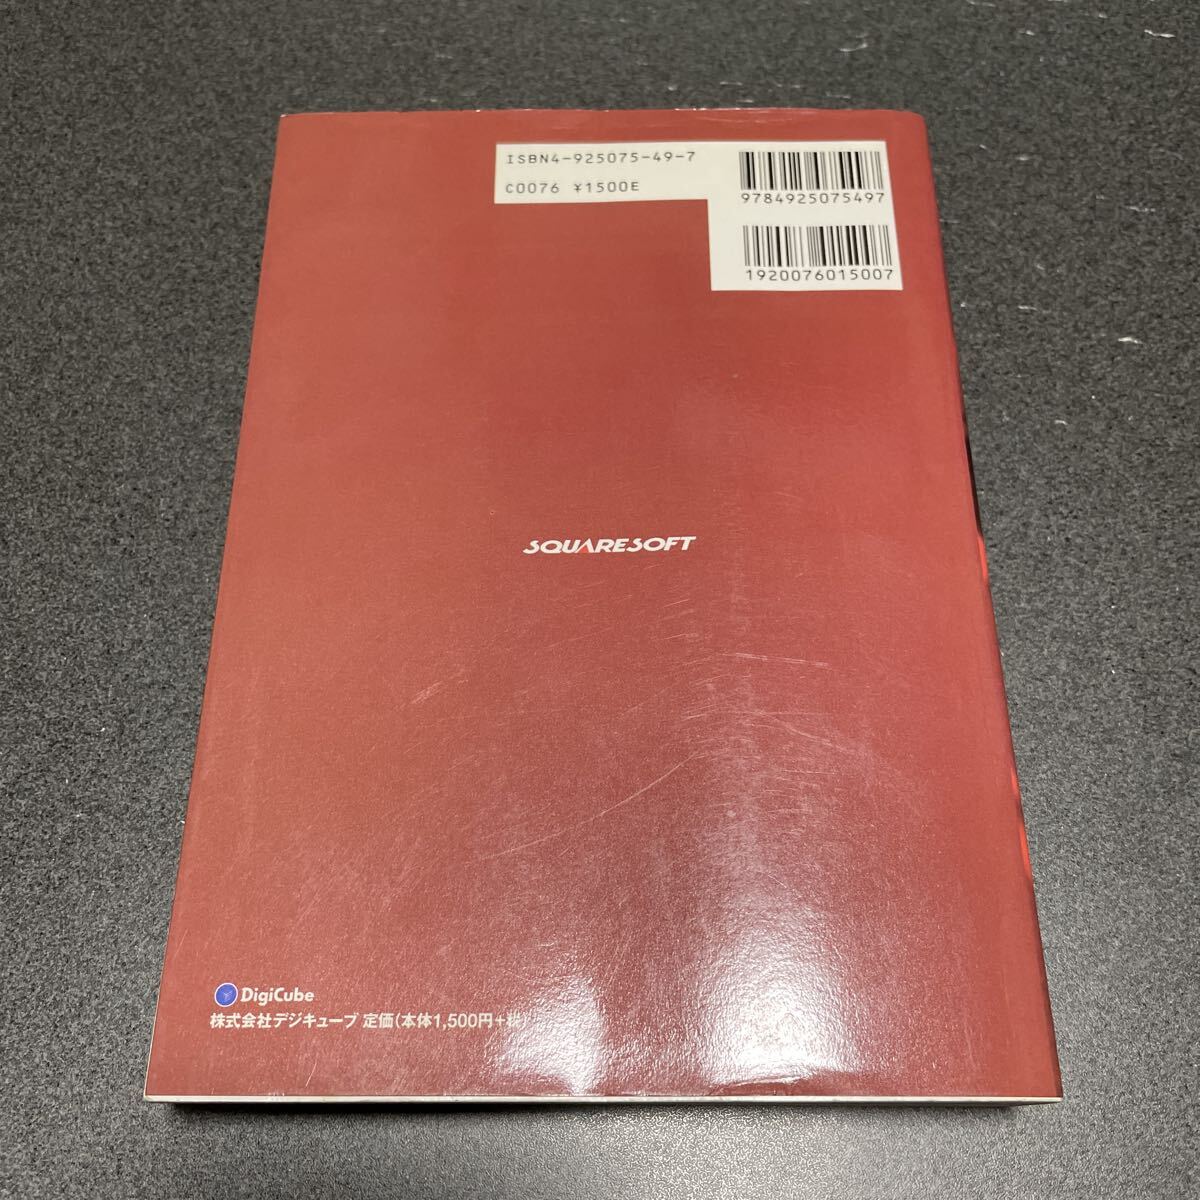 ISBN4-925075-49-7
C0076 ¥1500E
9784925075497
1920076015007
SQUARESOFT
DigiCube
株式会社デジキューブ 定価(本体1,500円+税)